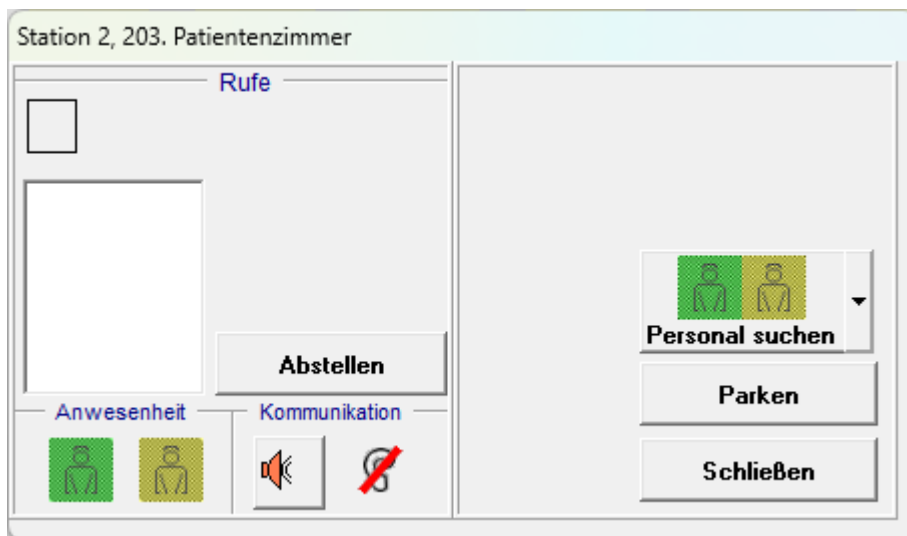 Station 2, 203. Patientenzimmer
Rufe
Abstellen
Anwesenheit
Kommunikation
Personal suchen
Parken
Schließen